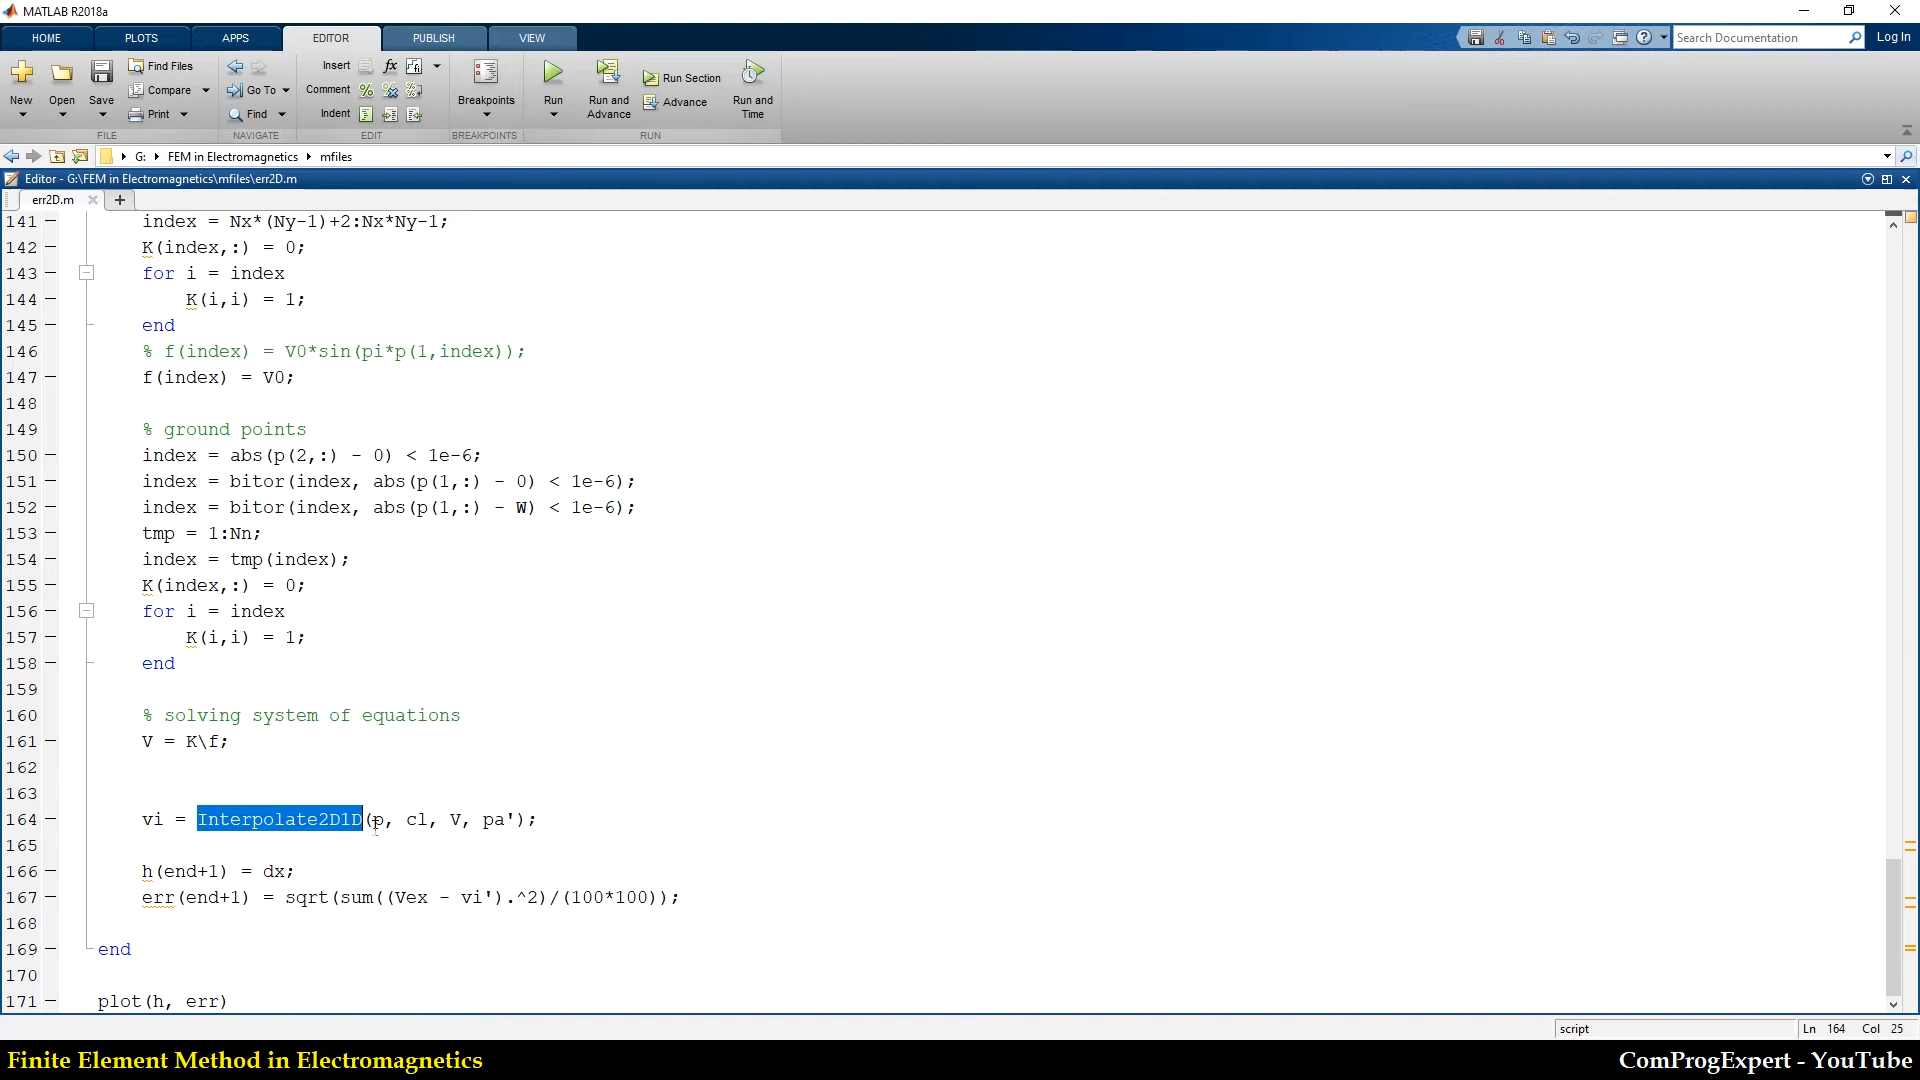 MATLAB R2018a
HOME PLOTS APPS EDITOR PUBLISH VIEW
Search Documentation Log In
New Open Save Find Files Compare Print
Go To Find
Insert fx Comment Indent
Breakpoints
Run Run and Advance Run Section Advance Run and Time
FILE NAVIGATE EDIT BREAKPOINTS RUN
G: FEM in Electromagnetics mfiles
Editor - G:\FEM in Electromagnetics\mfiles\err2D.m
err2D.m
141 index = Nx*(Ny-1)+2:Nx*Ny-1;
142 K(index,:) = 0;
143 for i = index
144 K(i,i) = 1;
145 end
146 % f(index) = V0*sin(pi*p(1,index));
147 f(index) = V0;
148
149 % ground points
150 index = abs(p(2,:) - 0) < 1e-6;
151 index = bitor(index, abs(p(1,:) - 0) < 1e-6);
152 index = bitor(index, abs(p(1,:) - W) < 1e-6);
153 tmp = 1:Nn;
154 index = tmp(index);
155 K(index,:) = 0;
156 for i = index
157 K(i,i) = 1;
158 end
159
160 % solving system of equations
161 V = K\f;
162
163
164 vi = Interpolate2D1D(p, cl, V, pa');
165
166 h(end+1) = dx;
167 err(end+1) = sqrt(sum((Vex - vi').^2)/(100*100));
168
169 end
170
171 plot(h, err)
script Ln 164 Col 25
Finite Element Method in Electromagnetics ComProgExpert - YouTube